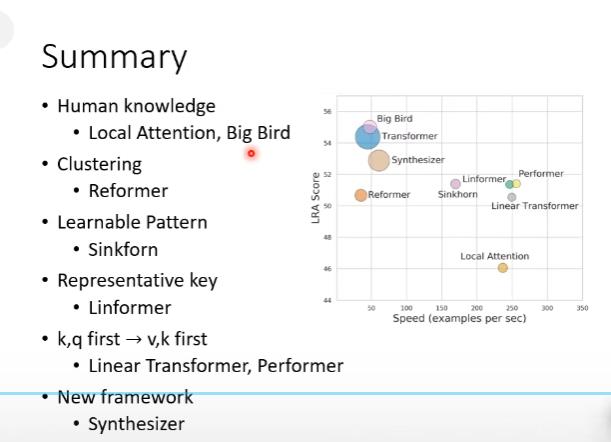 Summary
• Human knowledge
• Local Attention, Big Bird
• Clustering
• Reformer
• Learnable Pattern
• Sinkforn
• Representative key
• Linformer
• k,q first → v,k first
• Linear Transformer, Performer
• New framework
• Synthesizer
LRA Score
56
54
52
50
48
46
44
Big Bird
Transformer
Synthesizer
Performer
Linformer
Reformer
Sinkhorn
Linear Transformer
Local Attention
50 100 150 200 250 300 350
Speed (examples per sec)